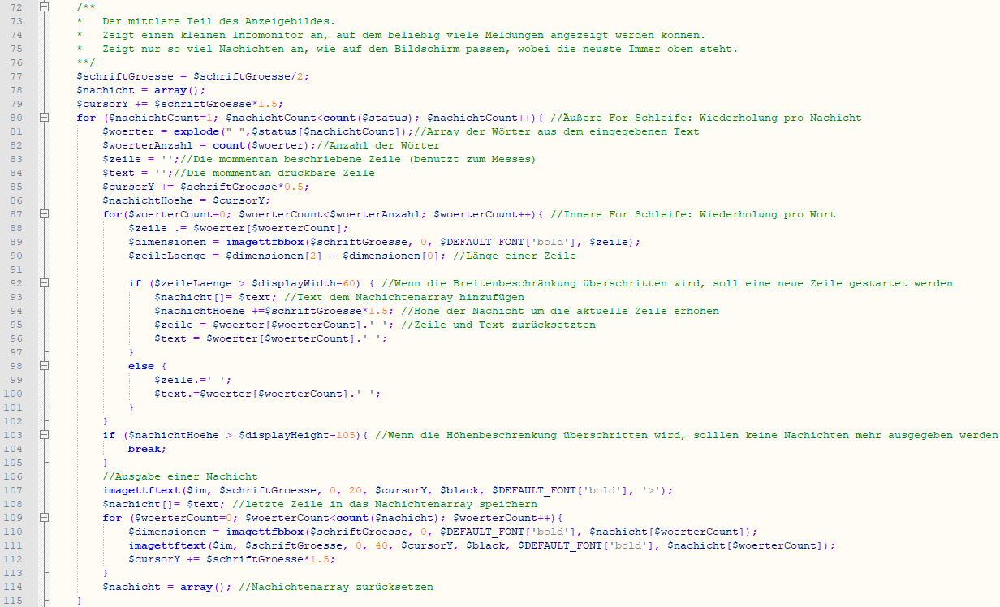 72 /**
73 *   Der mittlere Teil des Anzeigebildes.
74 *   Zeigt einen kleinen Infomonitor an, auf dem beliebig viele Meldungen angezeigt werden können.
75 *   Zeigt nur so viel Nachichten an, wie auf den Bildschirm passen, wobei die neuste Immer oben steht.
76 **/
77 $schriftGroesse = $schriftGroesse/2;
78 $nachicht = array();
79 $cursorY += $schriftGroesse*1.5;
80 for ($nachichtCount=1; $nachichtCount<count($status); $nachichtCount++){ //Äußere For-Schleife: Wiederholung pro Nachicht
81     $woerter = explode(" ",$status[$nachichtCount]);//Array der Wörter aus dem eingegebenen Text
82     $woerterAnzahl = count($woerter);//Anzahl der Wörter
83     $zeile = '';//Die mommentan beschriebene Zeile (benutzt zum Messes)
84     $text = '';//Die mommentan druckbare Zeile
85     $cursorY += $schriftGroesse*0.5;
86     $nachichtHoehe = $cursorY;
87     for($woerterCount=0; $woerterCount<$woerterAnzahl; $woerterCount++){ //Innere For Schleife: Wiederholung pro Wort
88         $zeile .= $woerter[$woerterCount];
89         $dimensionen = imagettfbbox($schriftGroesse, 0, $DEFAULT_FONT['bold'], $zeile);
90         $zeileLaenge = $dimensionen[2] - $dimensionen[0]; //Länge einer Zeile
91
92         if ($zeileLaenge > $displayWidth-60) { //Wenn die Breitenbeschränkung überschritten wird, soll eine neue Zeile gestartet werden
93             $nachicht[]= $text; //Text dem Nachichtenarray hinzufügen
94             $nachichtHoehe +=$schriftGroesse*1.5; //Höhe der Nachicht um die aktuelle Zeile erhöhen
95             $zeile = $woerter[$woerterCount].' '; //Zeile und Text zurücksetzten
96             $text = $woerter[$woerterCount].' ';
97         }
98         else {
99             $zeile.=' ';
100             $text.=$woerter[$woerterCount].' ';
101         }
102     }
103     if ($nachichtHoehe > $displayHeight-105){ //Wenn die Höhenbeschrenkung überschritten wird, solllen keine Nachichten mehr ausgegeben werden
104         break;
105     }
106     //Ausgabe einer Nachicht
107     imagettftext($im, $schriftGroesse, 0, 20, $cursorY, $black, $DEFAULT_FONT['bold'], '>');
108     $nachicht[]= $text; //letzte Zeile in das Nachichtenarray speichern
109     for ($woerterCount=0; $woerterCount<count($nachicht); $woerterCount++){
110         $dimensionen = imagettfbbox($schriftGroesse, 0, $DEFAULT_FONT['bold'], $nachicht[$woerterCount]);
111         imagettftext($im, $schriftGroesse, 0, 40, $cursorY, $black, $DEFAULT_FONT['bold'], $nachicht[$woerterCount]);
112         $cursorY += $schriftGroesse*1.5;
113     }
114     $nachicht = array(); //Nachichtenarray zurücksetzen
115 }